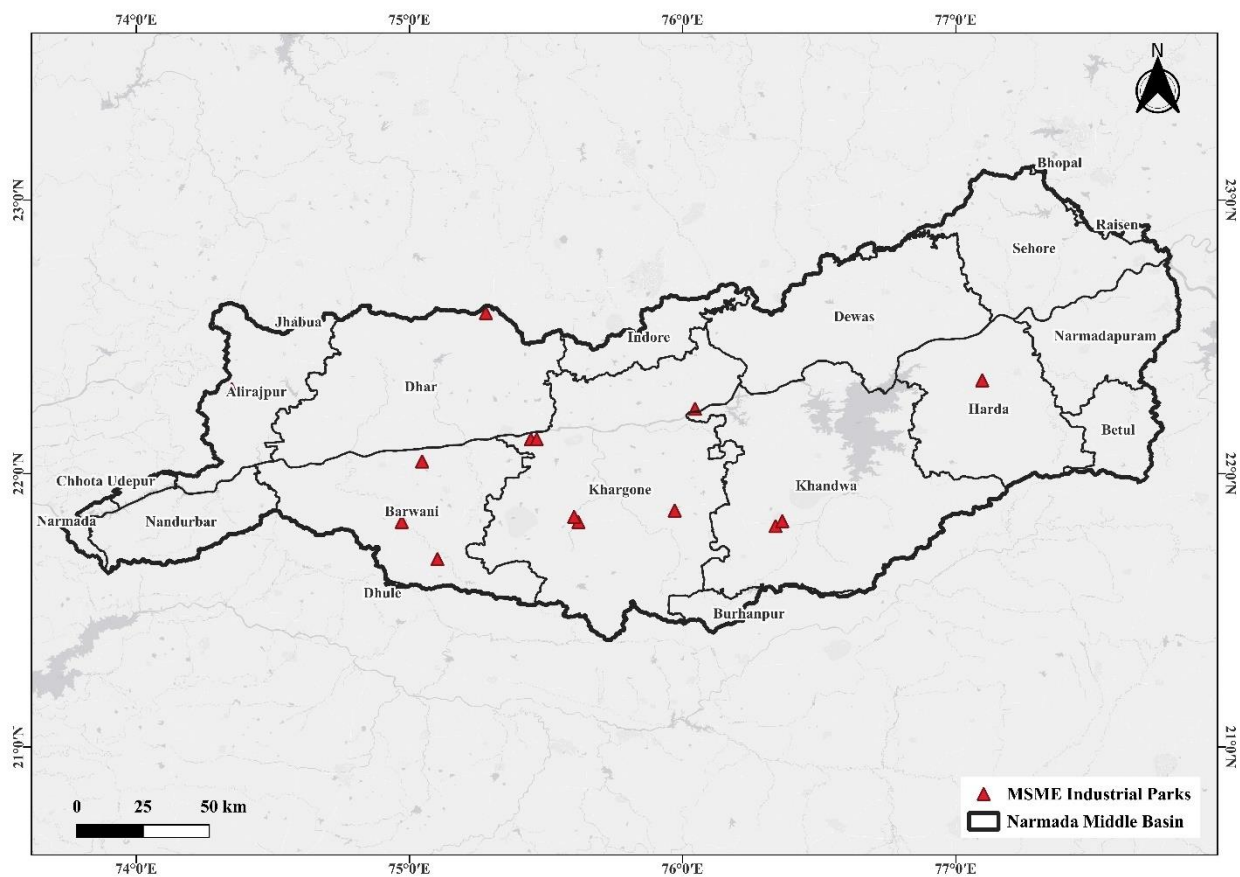 74°0'E 75°0'E 76°0'E 77°0'E
N
23°0'N 23°0'N
Bhopal
Raisen
Sehore
Jhabua
Indore
Dewas
Narmadapuram
Alirajpur
Dhar
Harda
Betul
22°0'N 22°0'N
Chhota Udepur
Khargone
Khandwa
Narmada
Nandurbar
Barwani
Dhule
Burhanpur
21°0'N 21°0'N
0 25 50 km
MSME Industrial Parks
Narmada Middle Basin
74°0'E 75°0'E 76°0'E 77°0'E